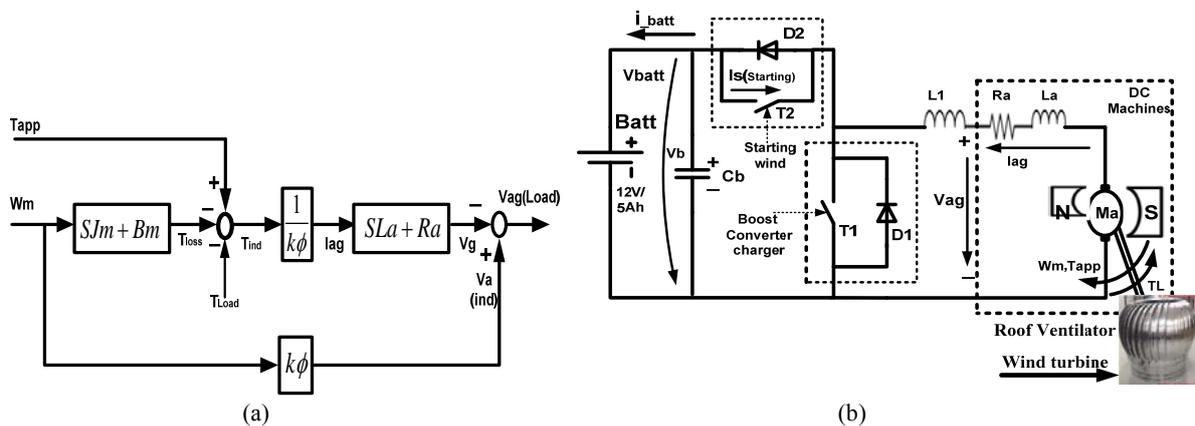 Tapp
Wm
SJm + Bm
Tloss
TLoad
Tind
1
kϕ
Iag
SLa + Ra
Vg
Va
(ind)
Vag(Load)
kϕ
+
−
−
−
+
(a)
i_batt
D2
Vbatt
Is(Starting)
T2
Starting
wind
Batt
+
−
12V/
5Ah
Vb
+
Cb
−
Boost
Converter
charger
T1
D1
L1
Ra
La
DC
Machines
Iag
+
Vag
−
N
Ma
S
Wm,Tapp
TL
Roof Ventilator
Wind turbine
(b)